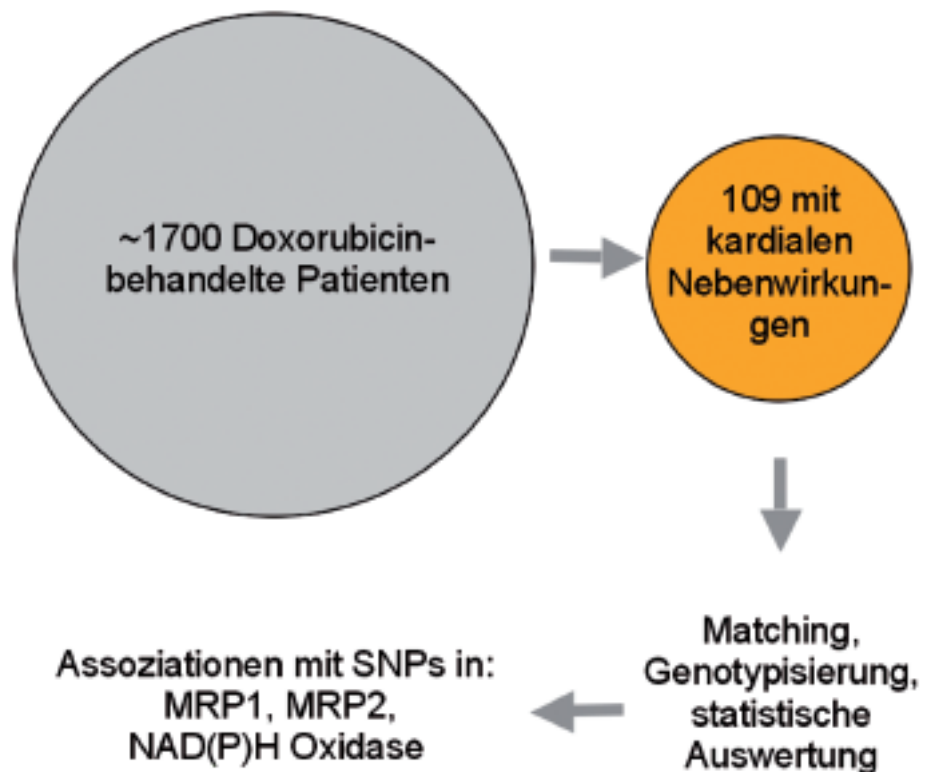 ~1700 Doxorubicin-
behandelte Patienten
109 mit
kardialen
Nebenwirkun-
gen
Matching,
Genotypisierung,
statistische
Auswertung
Assoziationen mit SNPs in:
MRP1, MRP2,
NAD(P)H Oxidase